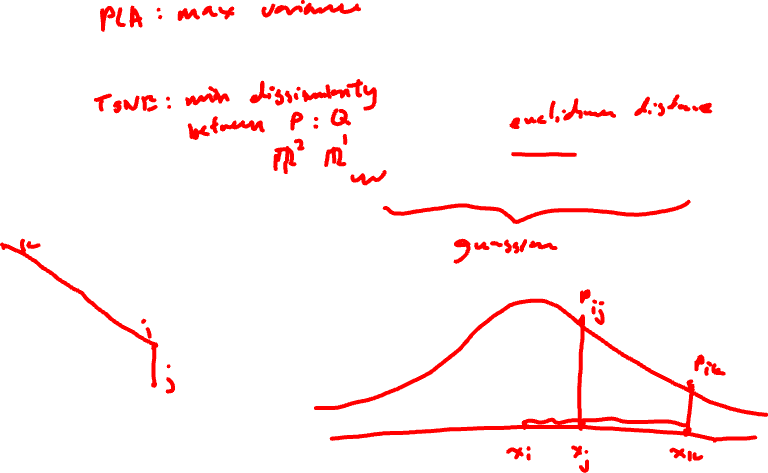 PCA: max variance
TSNE: min dissimilarity
between P : Q
ℝ² ℝ¹
euclidean distance
gaussian
k
i
j
Pij
Pik
xi xj xk